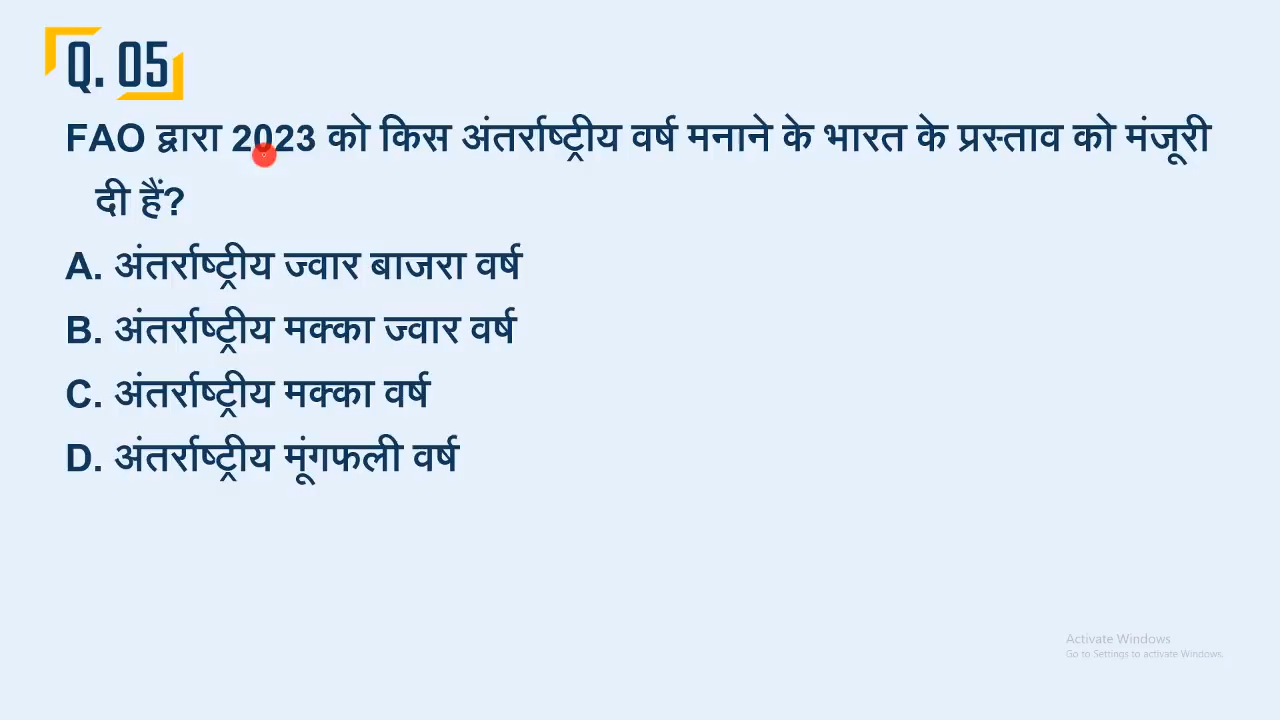 Q. 05
FAO द्वारा 2023 को किस अंतर्राष्ट्रीय वर्ष मनाने के भारत के प्रस्ताव को मंजूरी
दी हैं?
A. अंतर्राष्ट्रीय ज्वार बाजरा वर्ष
B. अंतर्राष्ट्रीय मक्का ज्वार वर्ष
C. अंतर्राष्ट्रीय मक्का वर्ष
D. अंतर्राष्ट्रीय मूंगफली वर्ष
Activate Windows
Go to Settings to activate Windows.